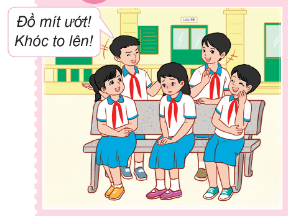 Đồ mít ướt!
Khóc to lên!